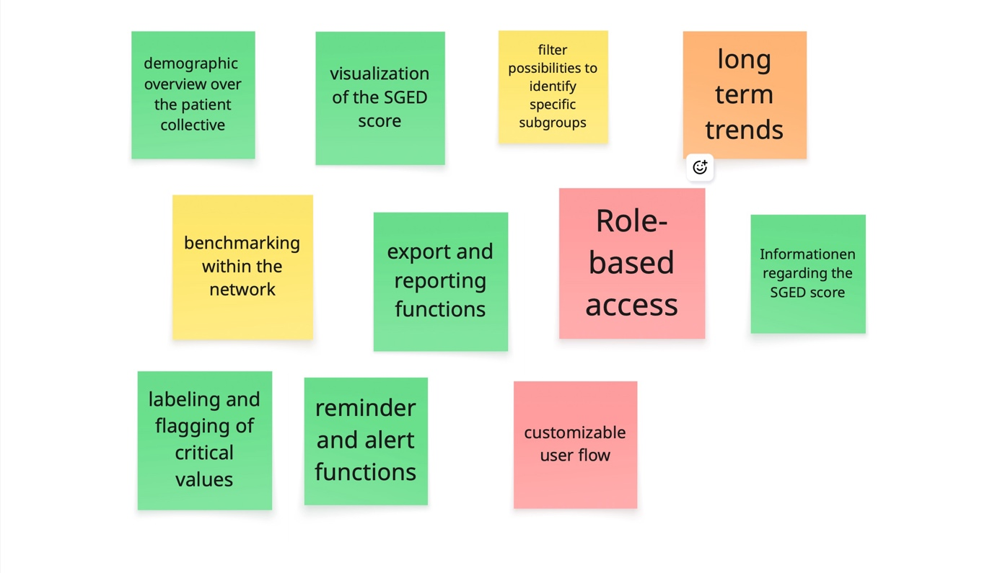 demographic
overview over
the patient
collective
visualization
of the SGED
score
filter
possibilities to
identify
specific
subgroups
long
term
trends
benchmarking
within the
network
export and
reporting
functions
Role-
based
access
Informationen
regarding the
SGED score
labeling and
flagging of
critical
values
reminder
and alert
functions
customizable
user flow